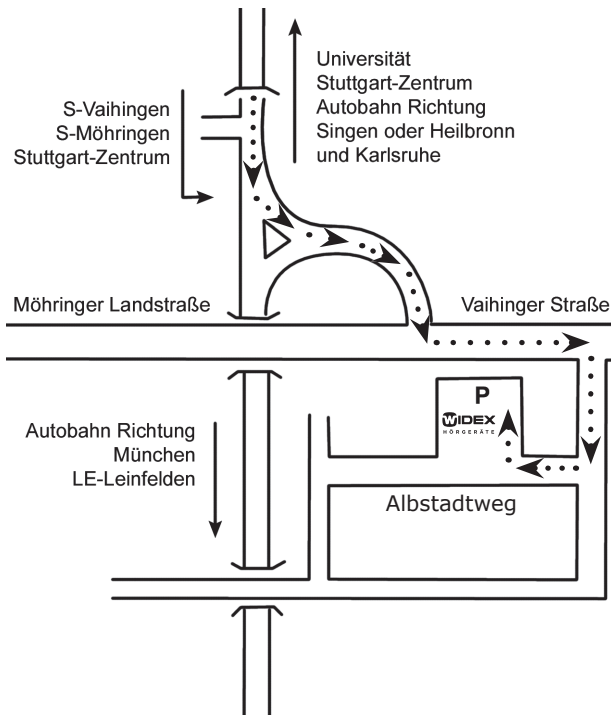 Universität
Stuttgart-Zentrum
Autobahn Richtung
Singen oder Heilbronn
und Karlsruhe
S-Vaihingen
S-Möhringen
Stuttgart-Zentrum
Möhringer Landstraße
Vaihinger Straße
P
WIDEX
HÖRGERÄTE
Autobahn Richtung
München
LE-Leinfelden
Albstadtweg